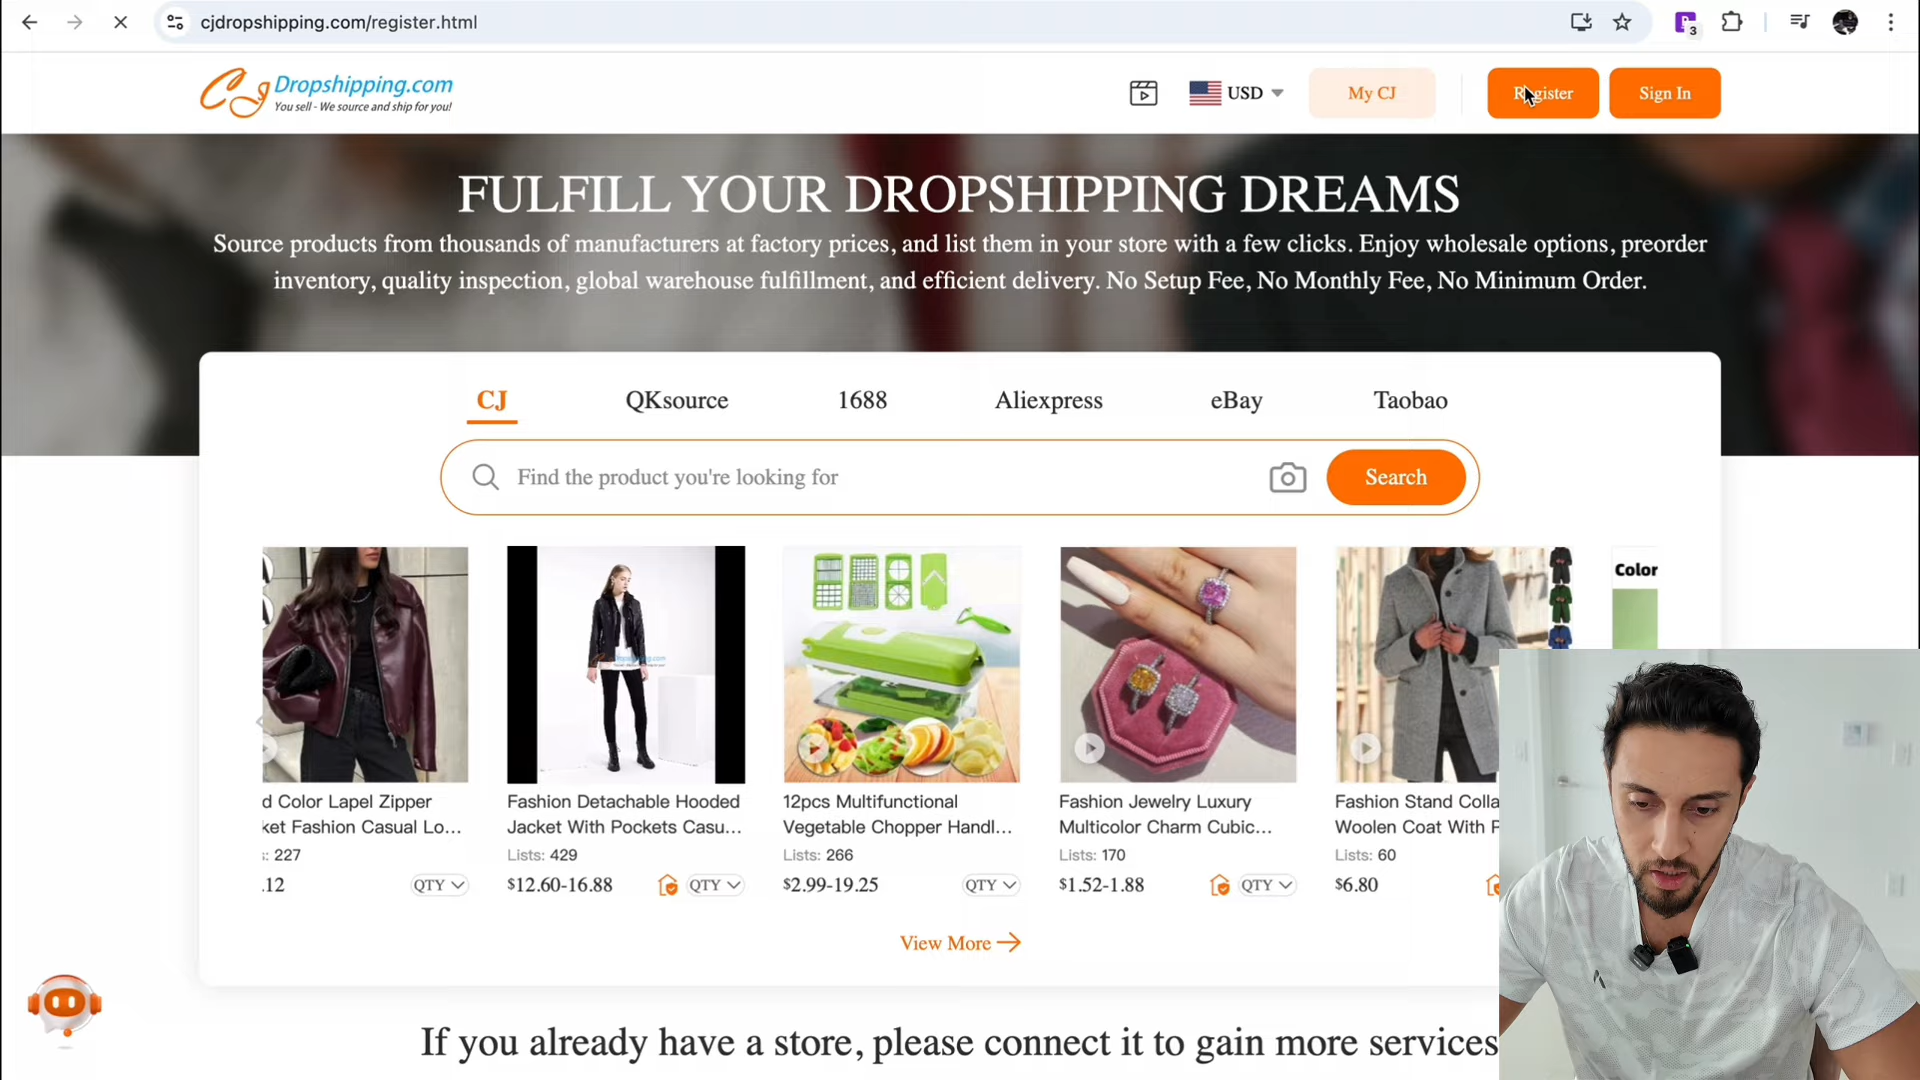 cjdropshipping.com/register.html
3
CJ Dropshipping.com
You sell - We source and ship for you!
USD
My CJ
Register
Sign In
FULFILL YOUR DROPSHIPPING DREAMS
Source products from thousands of manufacturers at factory prices, and list them in your store with a few clicks. Enjoy wholesale options, preorder
inventory, quality inspection, global warehouse fulfillment, and efficient delivery. No Setup Fee, No Monthly Fee, No Minimum Order.
CJ QKsource 1688 Aliexpress eBay Taobao
Find the product you're looking for
Search
Color
d Color Lapel Zipper
ket Fashion Casual Lo...
: 227
.12
QTY
Fashion Detachable Hooded
Jacket With Pockets Casu...
Lists: 429
$12.60-16.88
QTY
12pcs Multifunctional
Vegetable Chopper Handl...
Lists: 266
$2.99-19.25
QTY
Fashion Jewelry Luxury
Multicolor Charm Cubic...
Lists: 170
$1.52-1.88
QTY
Fashion Stand Colla
Woolen Coat With P
Lists: 60
$6.80
View More
If you already have a store, please connect it to gain more services